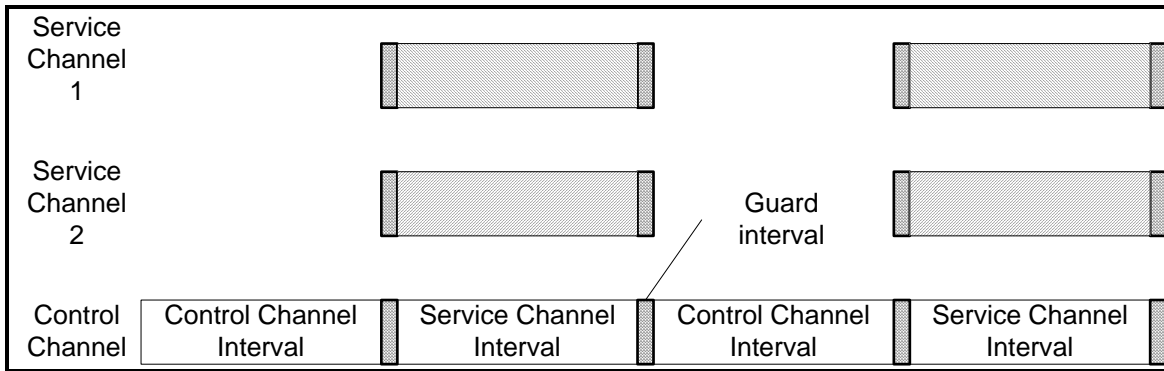 Service
Channel
1
Service
Channel
2
Guard
interval
Control
Channel
Control Channel
Interval
Service Channel
Interval
Control Channel
Interval
Service Channel
Interval